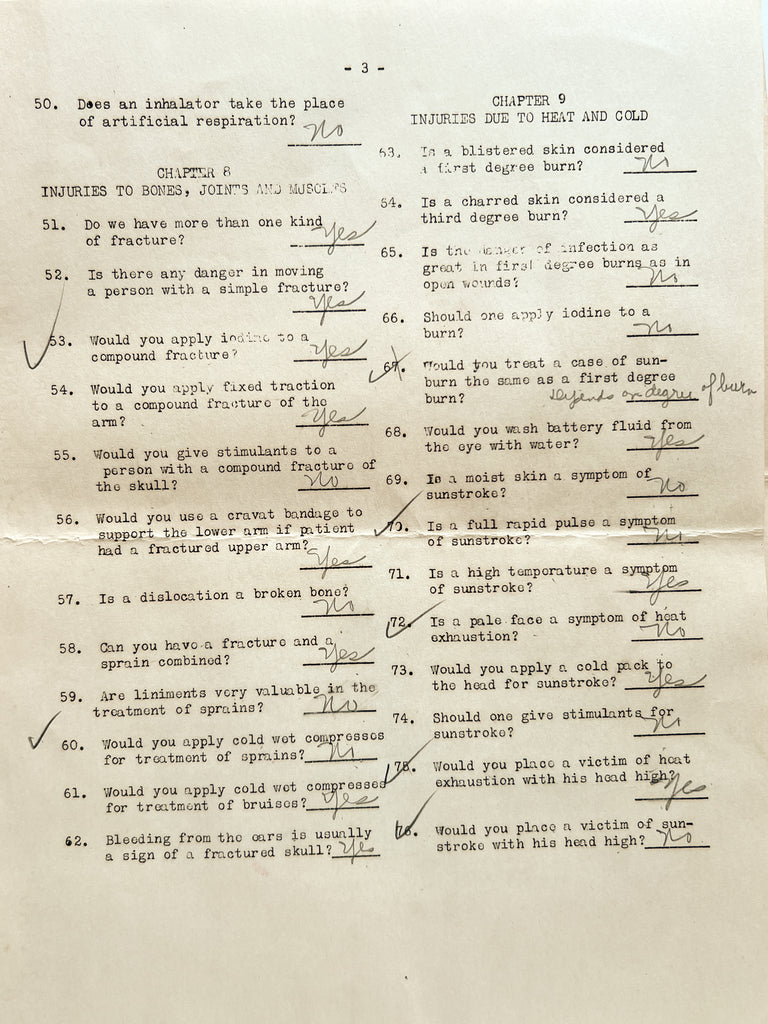 - 3 -
50. Does an inhalator take the place
of artificial respiration? No
CHAPTER 8
INJURIES TO BONES, JOINTS AND MUSCLES
51. Do we have more than one kind
of fracture? Yes
52. Is there any danger in moving
a person with a simple fracture?
Yes
53. Would you apply iodine to a
compound fracture? Yes
54. Would you apply fixed traction
to a compound fracture of the
arm? Yes
55. Would you give stimulants to a
person with a compound fracture of
the skull? No
56. Would you use a cravat bandage to
support the lower arm if patient
had a fractured upper arm?
Yes
57. Is a dislocation a broken bone?
No
58. Can you have a fracture and a
sprain combined? Yes
59. Are liniments very valuable in the
treatment of sprains? No
60. Would you apply cold wet compresses
for treatment of sprains? No
61. Would you apply cold wet compresses
for treatment of bruises? Yes
62. Bleeding from the ears is usually
a sign of a fractured skull? Yes
CHAPTER 9
INJURIES DUE TO HEAT AND COLD
63. Is a blistered skin considered
a first degree burn? No
64. Is a charred skin considered a
third degree burn? Yes
65. Is the danger of infection as
great in first degree burns as in
open wounds? No
66. Should one apply iodine to a
burn? No
67. Would you treat a case of sun-
burn the same as a first degree
burn? Depends on degree of burn
68. Would you wash battery fluid from
the eye with water? Yes
69. Is a moist skin a symptom of
sunstroke? No
70. Is a full rapid pulse a symptom
of sunstroke? No
71. Is a high temperature a symptom
of sunstroke? Yes
72. Is a pale face a symptom of heat
exhaustion? No
73. Would you apply a cold pack to
the head for sunstroke? Yes
74. Should one give stimulants for
sunstroke? No
75. Would you place a victim of heat
exhaustion with his head high?
Yes
76. Would you place a victim of sun-
stroke with his head high? No